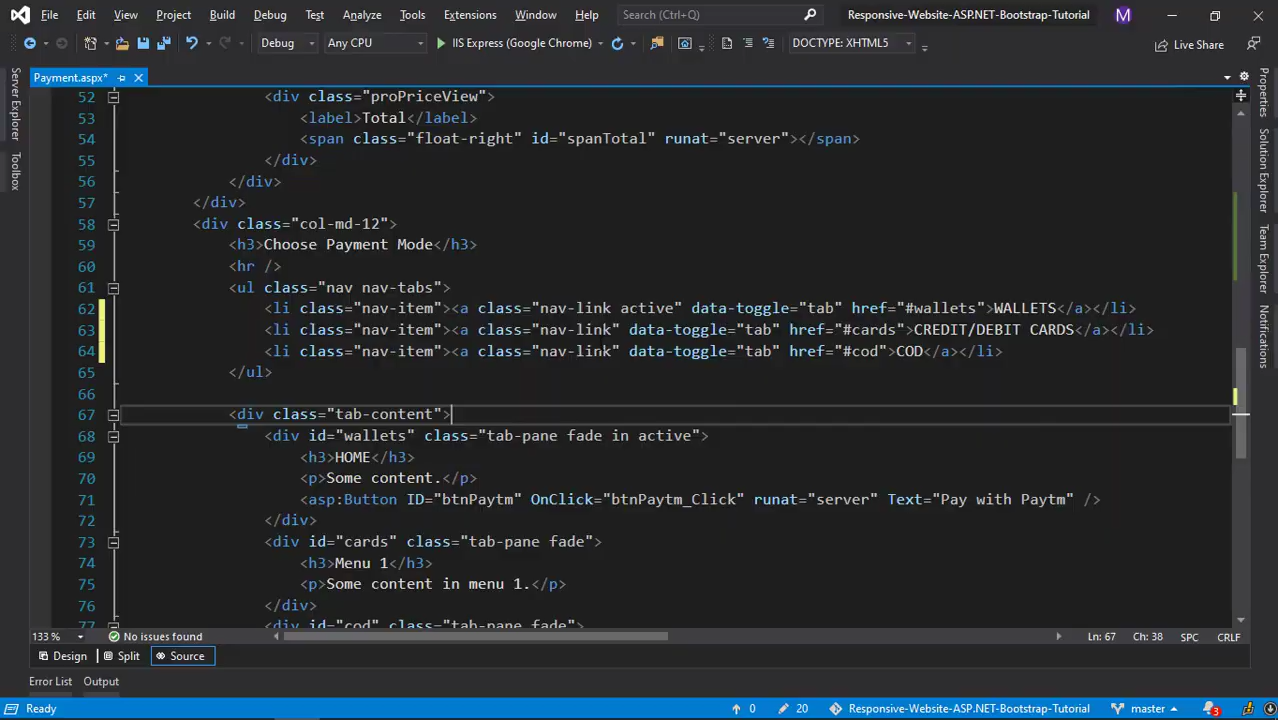 File Edit View Project Build Debug Test Analyze Tools Extensions Window Help Search (Ctrl+Q) Responsive-Website-ASP.NET-Bootstrap-Tutorial M
Debug Any CPU IIS Express (Google Chrome) DOCTYPE: XHTML5 Live Share
Payment.aspx*
Server Explorer
Toolbox
52 <div class="proPriceView">
53 <label>Total</label>
54 <span class="float-right" id="spanTotal" runat="server"></span>
55 </div>
56 </div>
57 </div>
58 <div class="col-md-12">
59 <h3>Choose Payment Mode</h3>
60 <hr />
61 <ul class="nav nav-tabs">
62 <li class="nav-item"><a class="nav-link active" data-toggle="tab" href="#wallets">WALLETS</a></li>
63 <li class="nav-item"><a class="nav-link" data-toggle="tab" href="#cards">CREDIT/DEBIT CARDS</a></li>
64 <li class="nav-item"><a class="nav-link" data-toggle="tab" href="#cod">COD</a></li>
65 </ul>
66
67 <div class="tab-content">
68 <div id="wallets" class="tab-pane fade in active">
69 <h3>HOME</h3>
70 <p>Some content.</p>
71 <asp:Button ID="btnPaytm" OnClick="btnPaytm_Click" runat="server" Text="Pay with Paytm" />
72 </div>
73 <div id="cards" class="tab-pane fade">
74 <h3>Menu 1</h3>
75 <p>Some content in menu 1.</p>
76 </div>
77 <div id="cod" class="tab-pane fade">
Properties
Solution Explorer
Team Explorer
Notifications
133 % No issues found Ln: 67 Ch: 38 SPC CRLF
Design Split Source
Error List Output
Ready 0 20 Responsive-Website-ASP.NET-Bootstrap-Tutorial master 3